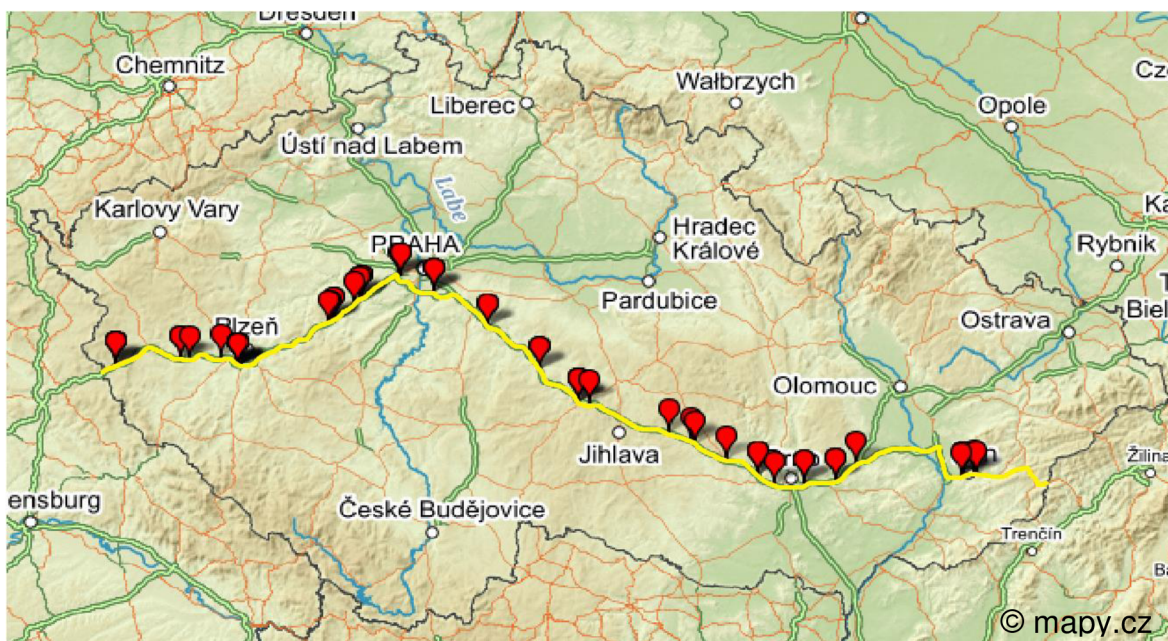 Dresden
Chemnitz
Liberec
Wałbrzych
Opole
Ústí nad Labem
Labe
Karlovy Vary
Hradec
Králové
PRAHA
Rybnik
Pardubice
Plzeň
Ostrava
Olomouc
Jihlava
Žilina
ensburg
České Budějovice
Trenčín
© mapy.cz